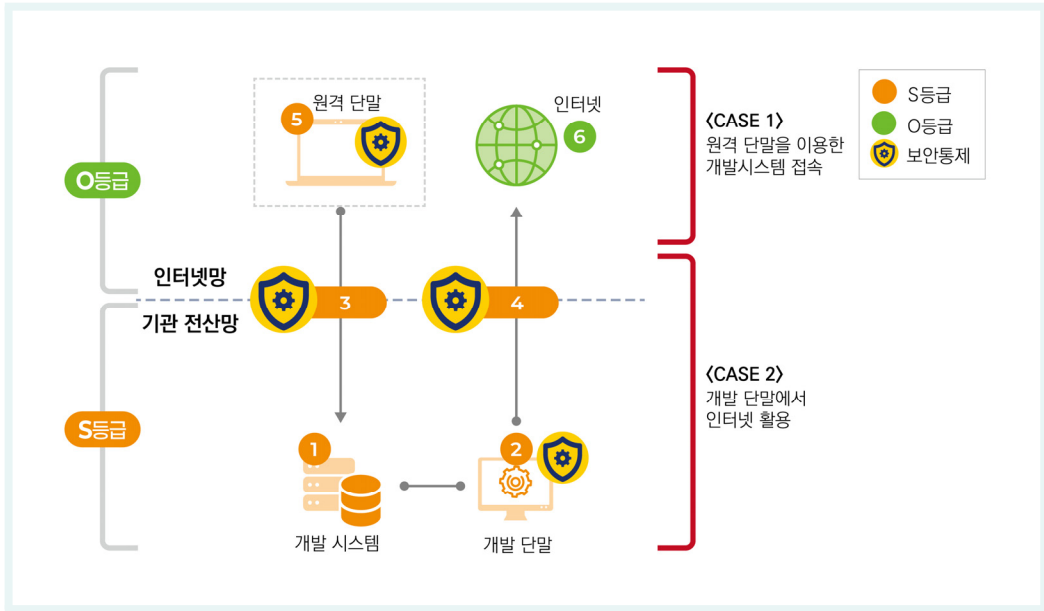 원격 단말
5
인터넷
6
S등급
O등급
보안통제
〈CASE 1〉
원격 단말을 이용한
개발시스템 접속
O등급
인터넷망
3
4
기관 전산망
〈CASE 2〉
개발 단말에서
인터넷 활용
S등급
1
2
개발 시스템
개발 단말